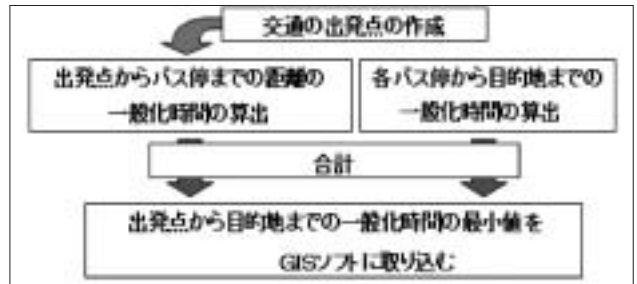 交通の出発点の作成
出発点からバス停までの距離の
一般化時間の算出
各バス停から目的地までの
一般化時間の算出
合計
出発点から目的地までの一般化時間の最小値を
GISソフトに取り込む